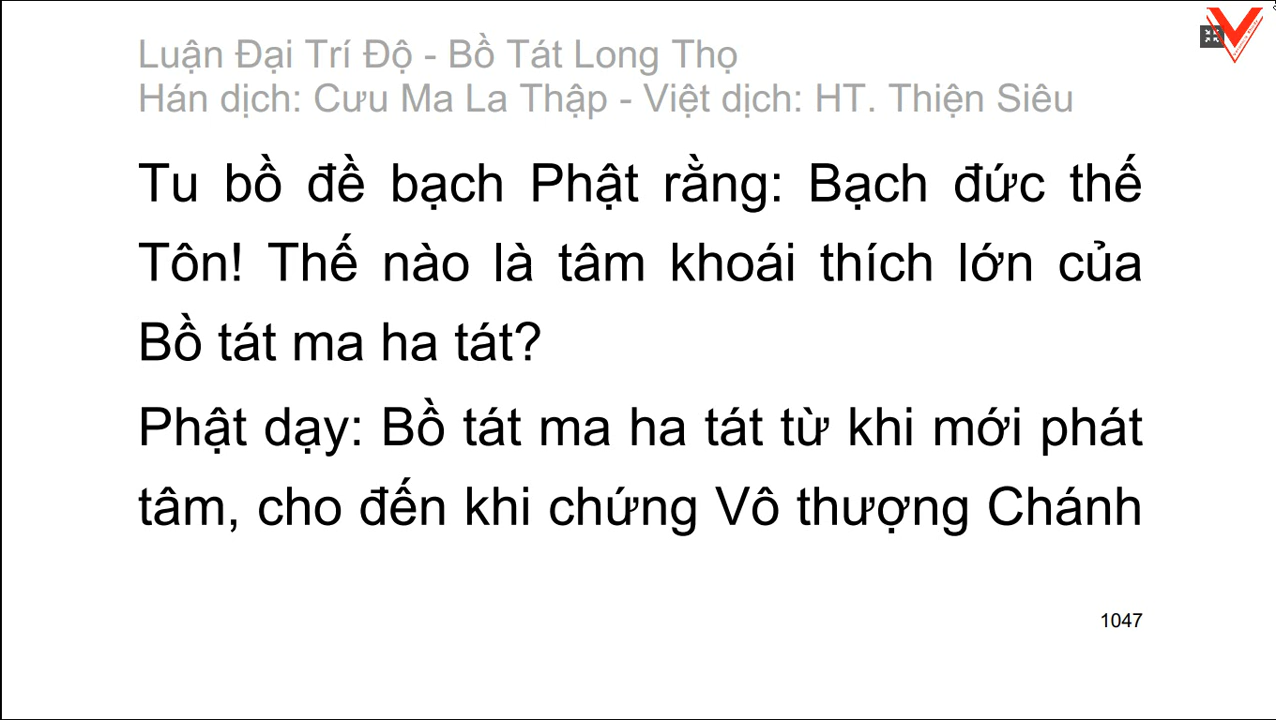 Luận Đại Trí Độ - Bồ Tát Long Thọ
Hán dịch: Cưu Ma La Thập - Việt dịch: HT. Thiện Siêu
Tu bồ đề bạch Phật rằng: Bạch đức thế
Tôn! Thế nào là tâm khoái thích lớn của
Bồ tát ma ha tát?
Phật dạy: Bồ tát ma ha tát từ khi mới phát
tâm, cho đến khi chứng Vô thượng Chánh
1047